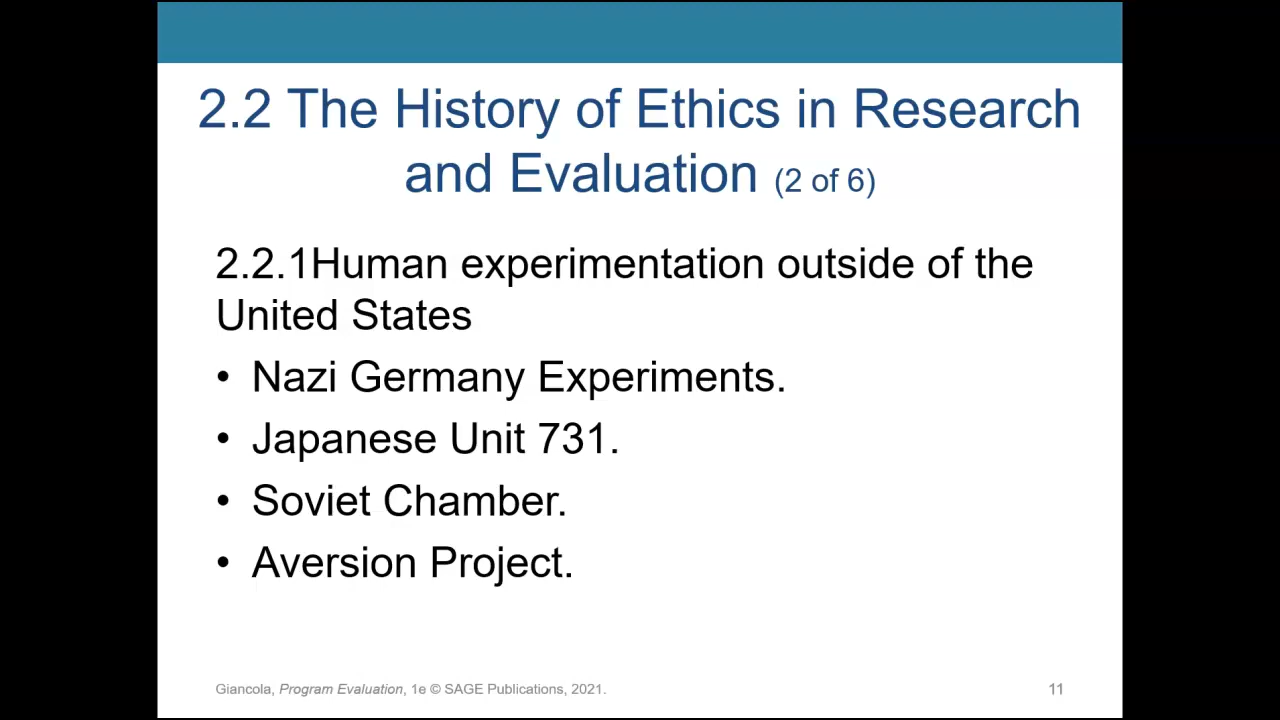 2.2 The History of Ethics in Research
and Evaluation (2 of 6)
2.2.1Human experimentation outside of the
United States
• Nazi Germany Experiments.
• Japanese Unit 731.
• Soviet Chamber.
• Aversion Project.
Giancola, Program Evaluation, 1e © SAGE Publications, 2021.
11